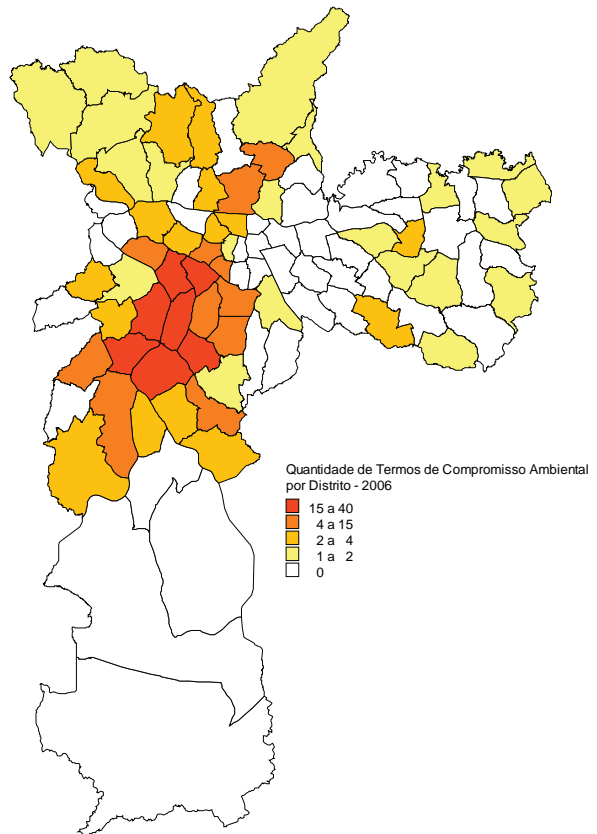 Quantidade de Termos de Compromisso Ambiental
por Distrito - 2006
15 a 40
4 a 15
2 a 4
1 a 2
0